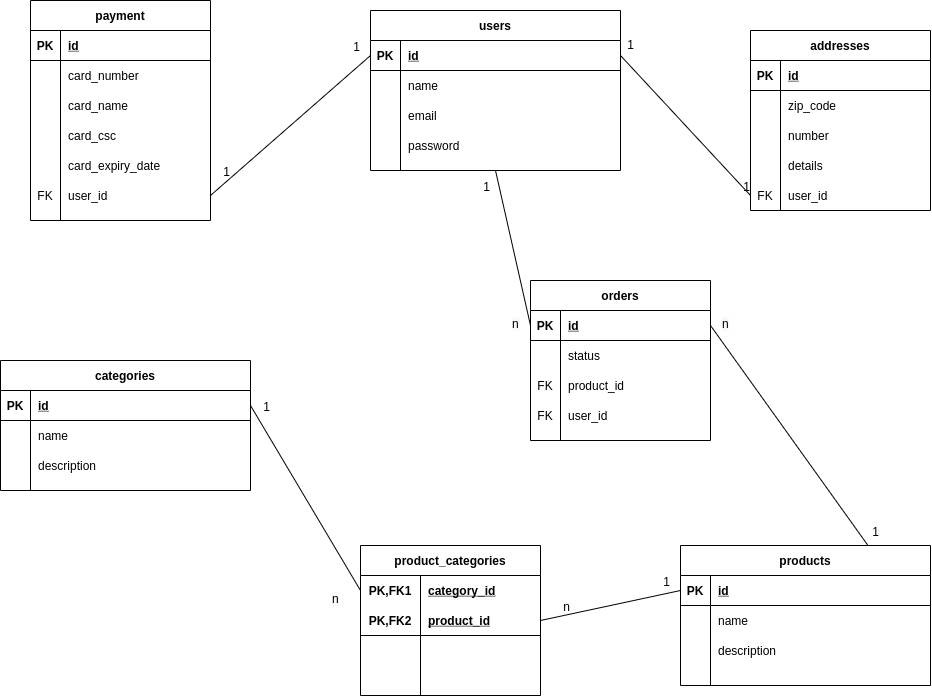 payment
PK id
card_number
card_name
card_csc
card_expiry_date
FK user_id
users
PK id
name
email
password
addresses
PK id
zip_code
number
details
FK user_id
1
1
1
1
1
n
n
orders
PK id
status
FK product_id
FK user_id
categories
PK id
name
description
1
n
product_categories
PK,FK1 category_id
PK,FK2 product_id
n
1
1
products
PK id
name
description